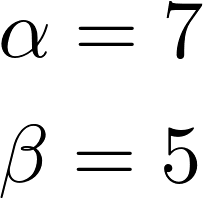 α = 7
β = 5